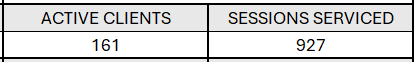 ACTIVE CLIENTS SESSIONS SERVICED
161 927